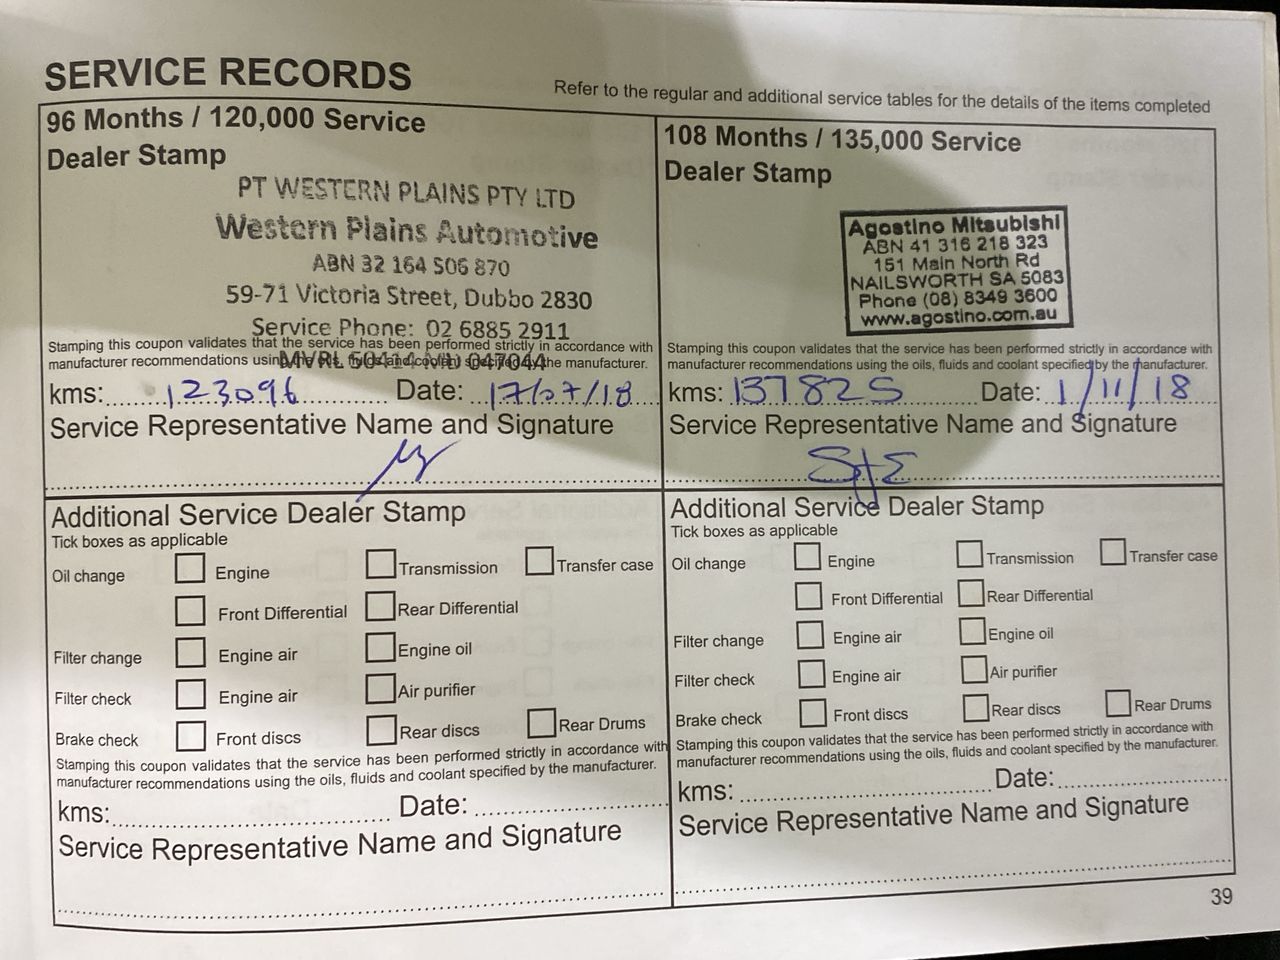 SERVICE RECORDS
Refer to the regular and additional service tables for the details of the items completed
96 Months / 120,000 Service
Dealer Stamp
PT WESTERN PLAINS PTY LTD
Western Plains Automotive
ABN 32 164 506 870
59-71 Victoria Street, Dubbo 2830
Service Phone: 02 6885 2911
MVRL 50414 NU 047044
Stamping this coupon validates that the service has been performed strictly in accordance with
manufacturer recommendations using the oils, fluids and coolant specified by the manufacturer.
kms: 123096 Date: 17/07/18
Service Representative Name and Signature
108 Months / 135,000 Service
Dealer Stamp
Agostino Mitsubishi
ABN 41 316 218 323
151 Main North Rd
NAILSWORTH SA 5083
Phone (08) 8349 3600
www.agostino.com.au
Stamping this coupon validates that the service has been performed strictly in accordance with
manufacturer recommendations using the oils, fluids and coolant specified by the manufacturer.
kms: 137825 Date: 1/11/18
Service Representative Name and Signature
Additional Service Dealer Stamp
Tick boxes as applicable
Oil change Engine Transmission Transfer case
Front Differential Rear Differential
Filter change Engine air Engine oil
Filter check Engine air Air purifier
Brake check Front discs Rear discs Rear Drums
Stamping this coupon validates that the service has been performed strictly in accordance with
manufacturer recommendations using the oils, fluids and coolant specified by the manufacturer.
kms: Date:
Service Representative Name and Signature
Additional Service Dealer Stamp
Tick boxes as applicable
Oil change Engine Transmission Transfer case
Front Differential Rear Differential
Filter change Engine air Engine oil
Filter check Engine air Air purifier
Brake check Front discs Rear discs Rear Drums
Stamping this coupon validates that the service has been performed strictly in accordance with
manufacturer recommendations using the oils, fluids and coolant specified by the manufacturer.
kms: Date:
Service Representative Name and Signature
39